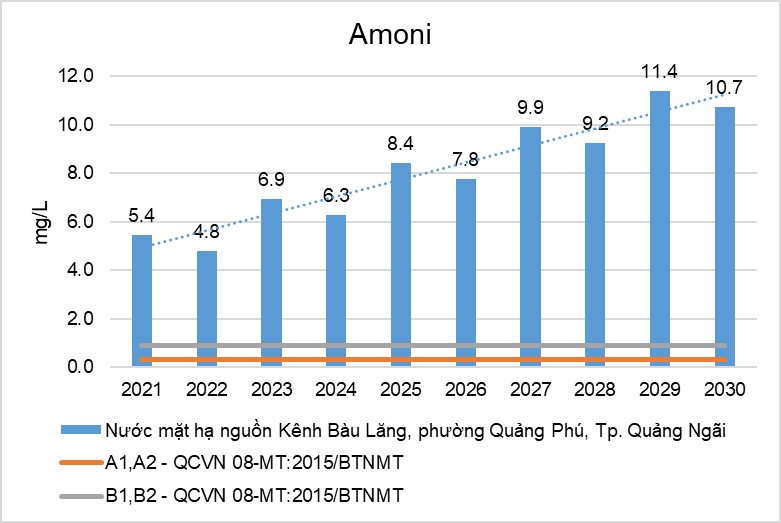 Amoni
mg/L
12.0
10.0
8.0
6.0
4.0
2.0
0.0
5.4
4.8
6.9
6.3
8.4
7.8
9.9
9.2
11.4
10.7
2021 2022 2023 2024 2025 2026 2027 2028 2029 2030
Nước mặt hạ nguồn Kênh Bàu Lăng, phường Quảng Phú, Tp. Quảng Ngãi
A1,A2 - QCVN 08-MT:2015/BTNMT
B1,B2 - QCVN 08-MT:2015/BTNMT